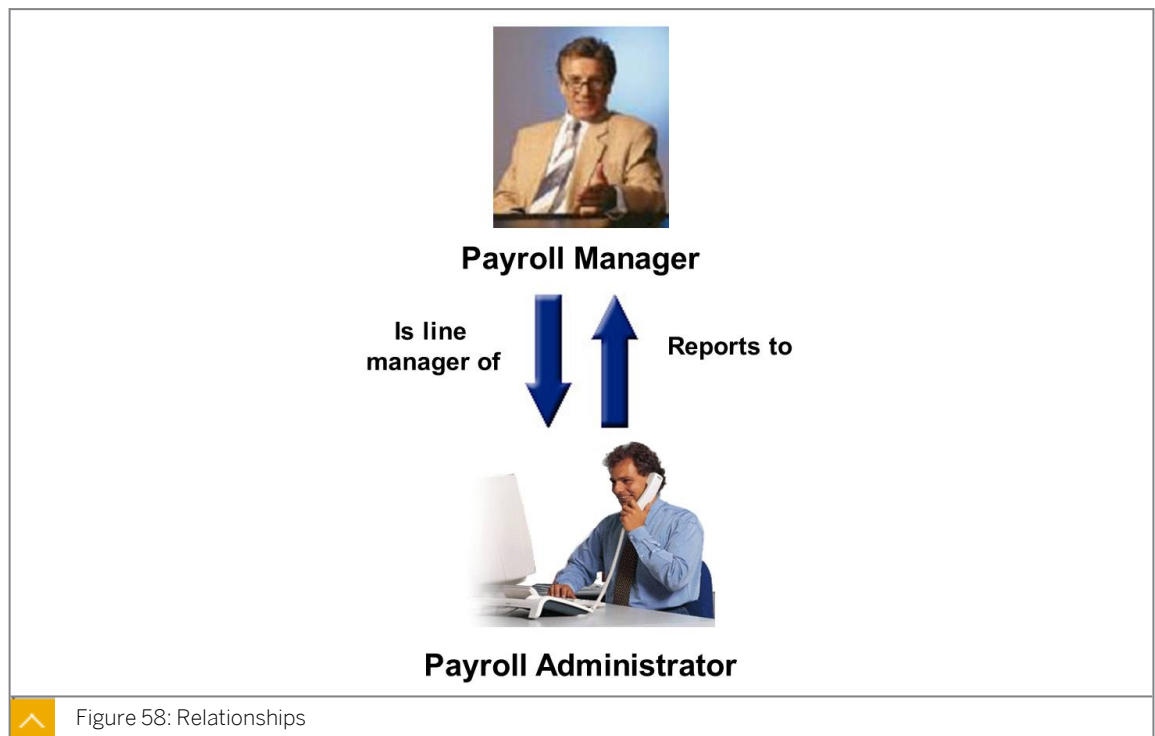 Payroll Manager
Is line
manager of
Reports to
Payroll Administrator
Figure 58: Relationships